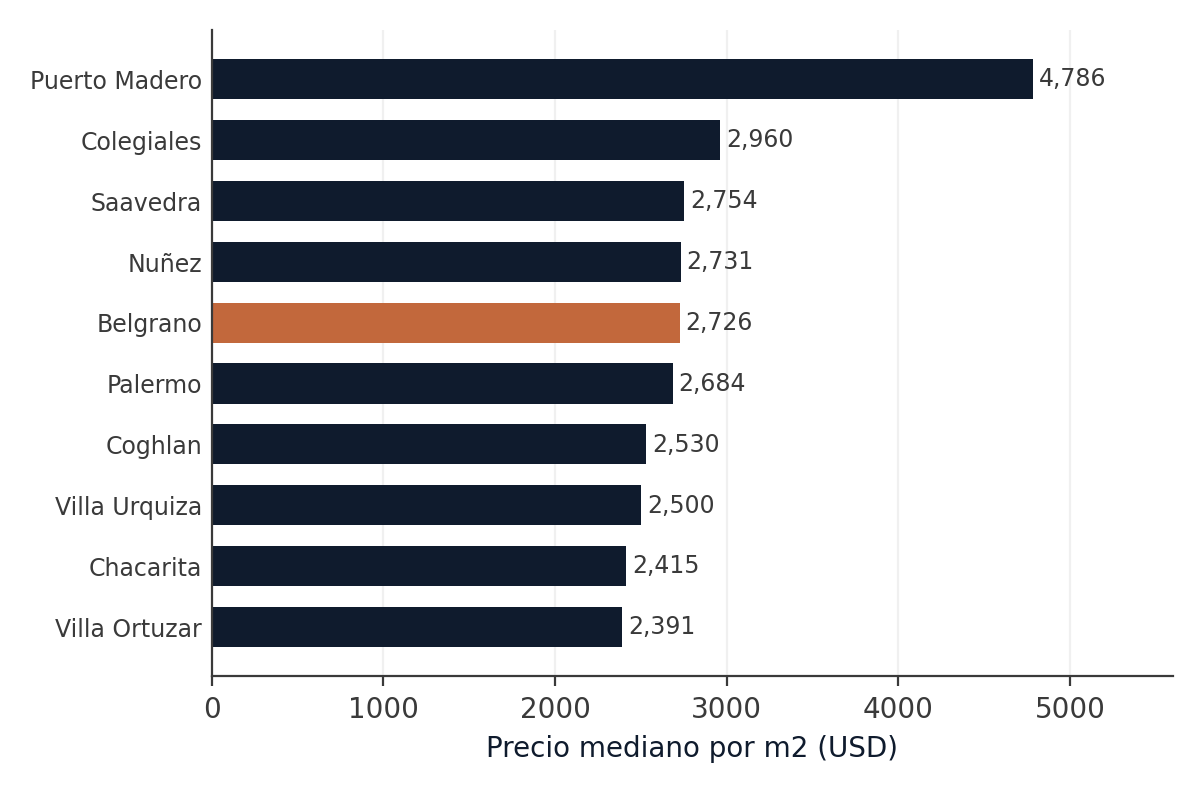 Puerto Madero 4,786
Colegiales 2,960
Saavedra 2,754
Nuñez 2,731
Belgrano 2,726
Palermo 2,684
Coghlan 2,530
Villa Urquiza 2,500
Chacarita 2,415
Villa Ortuzar 2,391
0 1000 2000 3000 4000 5000
Precio mediano por m2 (USD)